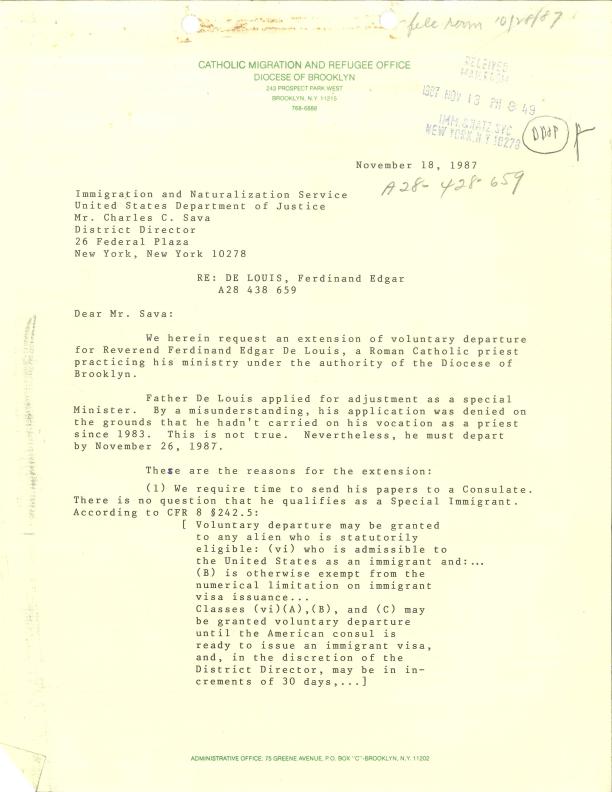 file room 10/28/87
CATHOLIC MIGRATION AND REFUGEE OFFICE
DIOCESE OF BROOKLYN
243 PROSPECT PARK WEST
BROOKLYN, N.Y. 11215
768-6888
RECEIVED
1987 NOV 13 PM 8 49
NEW YORK, N.Y. 10278
November 18, 1987
A28-428-659
Immigration and Naturalization Service
United States Department of Justice
Mr. Charles C. Sava
District Director
26 Federal Plaza
New York, New York 10278
RE: DE LOUIS, Ferdinand Edgar
A28 438 659
Dear Mr. Sava:
We herein request an extension of voluntary departure
for Reverend Ferdinand Edgar De Louis, a Roman Catholic priest
practicing his ministry under the authority of the Diocese of
Brooklyn.
Father De Louis applied for adjustment as a special
Minister. By a misunderstanding, his application was denied on
the grounds that he hadn't carried on his vocation as a priest
since 1983. This is not true. Nevertheless, he must depart
by November 26, 1987.
These are the reasons for the extension:
(1) We require time to send his papers to a Consulate.
There is no question that he qualifies as a Special Immigrant.
According to CFR 8 §242.5:
[ Voluntary departure may be granted
to any alien who is statutorily
eligible: (vi) who is admissible to
the United States as an immigrant and:...
(B) is otherwise exempt from the
numerical limitation on immigrant
visa issuance...
Classes (vi)(A),(B), and (C) may
be granted voluntary departure
until the American consul is
ready to issue an immigrant visa,
and, in the discretion of the
District Director, may be in in-
crements of 30 days,...]
ADMINISTRATIVE OFFICE: 75 GREENE AVENUE, P.O. BOX "C"-BROOKLYN, N.Y. 11202